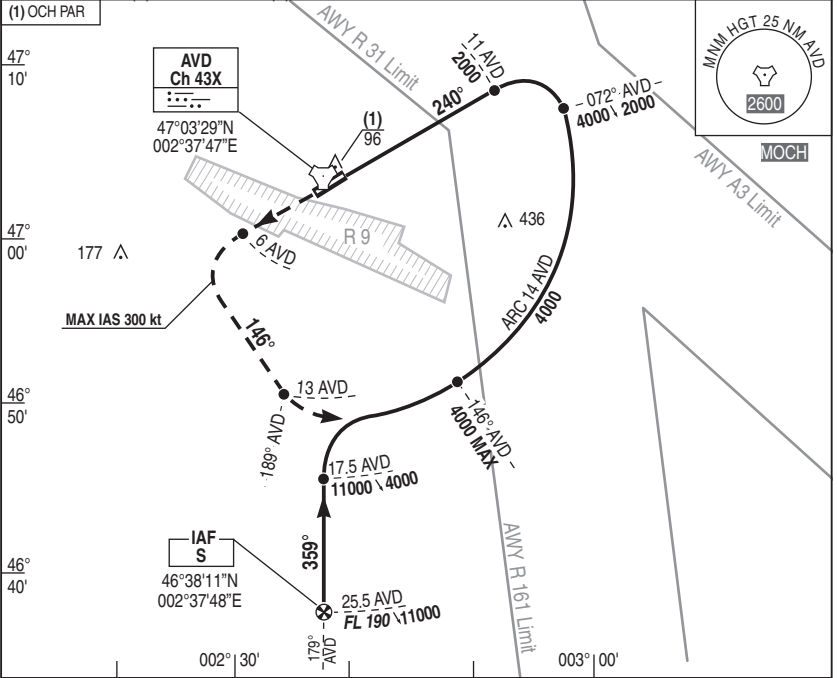 (1) OCH PAR
47°
10'
AVD
Ch 43X
47°03'29"N
002°37'47"E
(1)
96
AWY R 31 Limit
11 AVD
2000
240°
072° AVD
4000 \ 2000
MNM HGT 25 NM AVD
2600
MOCH
AWY A3 Limit
47°
00'
177
6 AVD
R 9
436
MAX IAS 300 kt
146°
ARC 14 AVD
4000
46°
50'
13 AVD
189° AVD
146° AVD
4000 MAX
17.5 AVD
11000 \ 4000
IAF
S
46°38'11"N
002°37'48"E
359°
46°
40'
25.5 AVD
FL 190 \ 11000
179°
AVD
AWY R 161 Limit
002° 30'
003° 00'